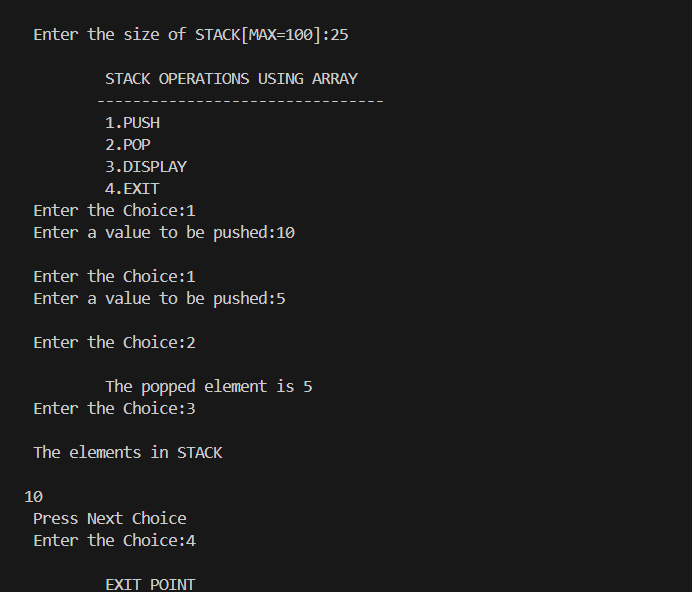 Enter the size of STACK[MAX=100]:25
STACK OPERATIONS USING ARRAY
--------------------------------
1.PUSH
2.POP
3.DISPLAY
4.EXIT
Enter the Choice:1
Enter a value to be pushed:10
Enter the Choice:1
Enter a value to be pushed:5
Enter the Choice:2
The popped element is 5
Enter the Choice:3
The elements in STACK
10
Press Next Choice
Enter the Choice:4
EXIT POINT